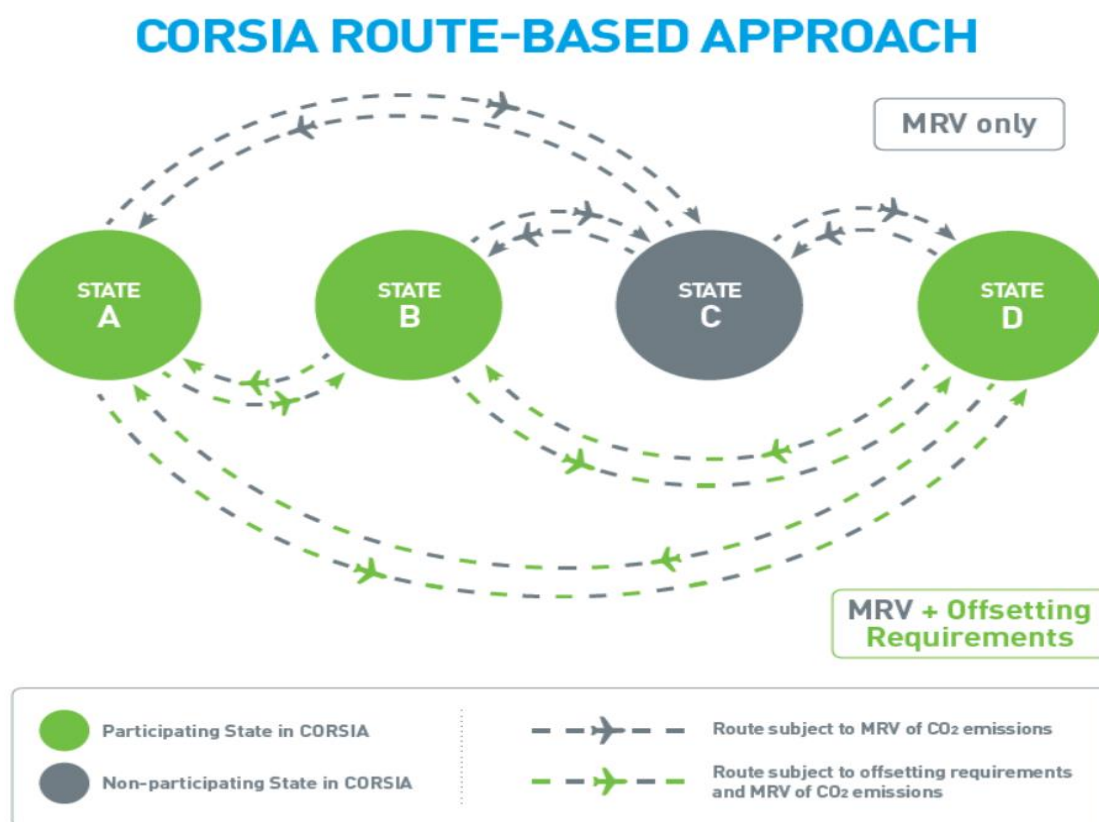 CORSIA ROUTE-BASED APPROACH
MRV only
STATE
A
STATE
B
STATE
C
STATE
D
MRV + Offsetting
Requirements
Participating State in CORSIA
Route subject to MRV of CO₂ emissions
Non-participating State in CORSIA
Route subject to offsetting requirements
and MRV of CO₂ emissions